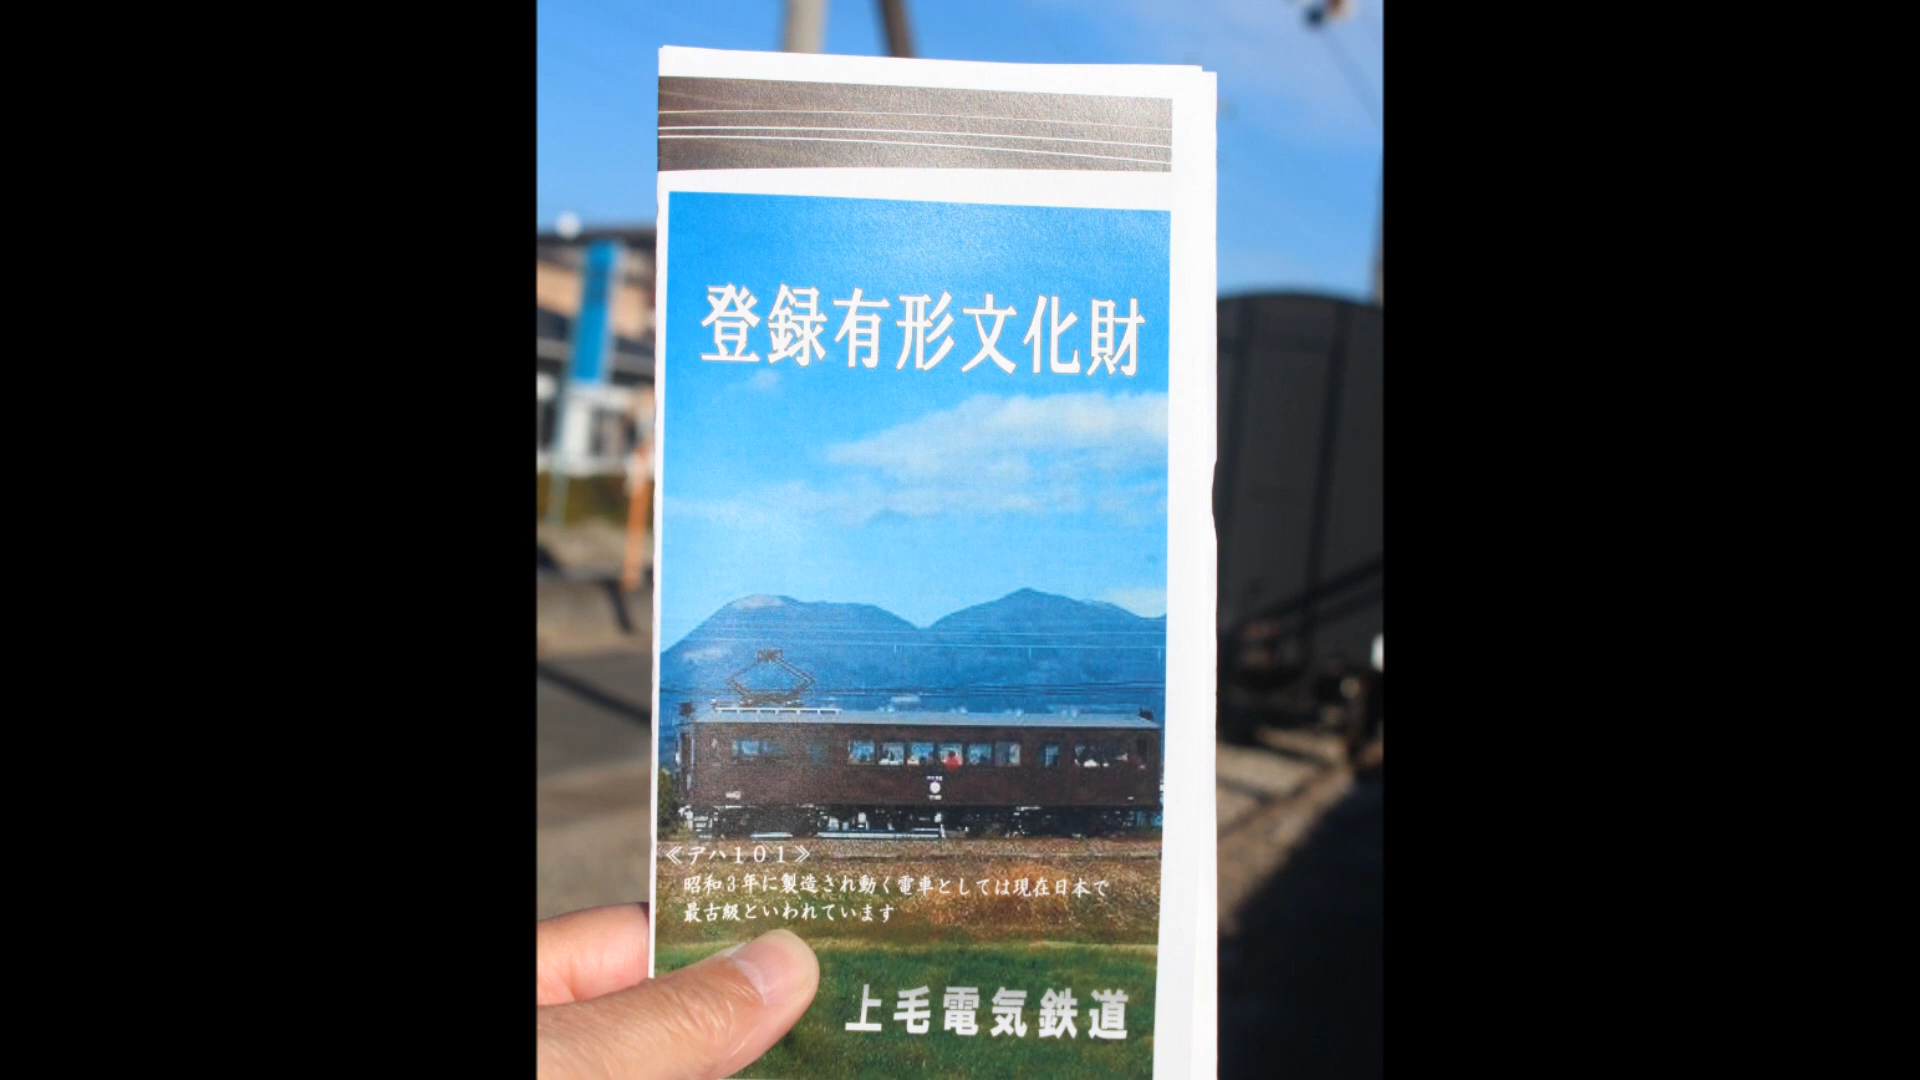 登録有形文化財
≪デハ１０１≫
昭和３年に製造され動く電車としては現在日本で
最古級といわれています
上毛電気鉄道